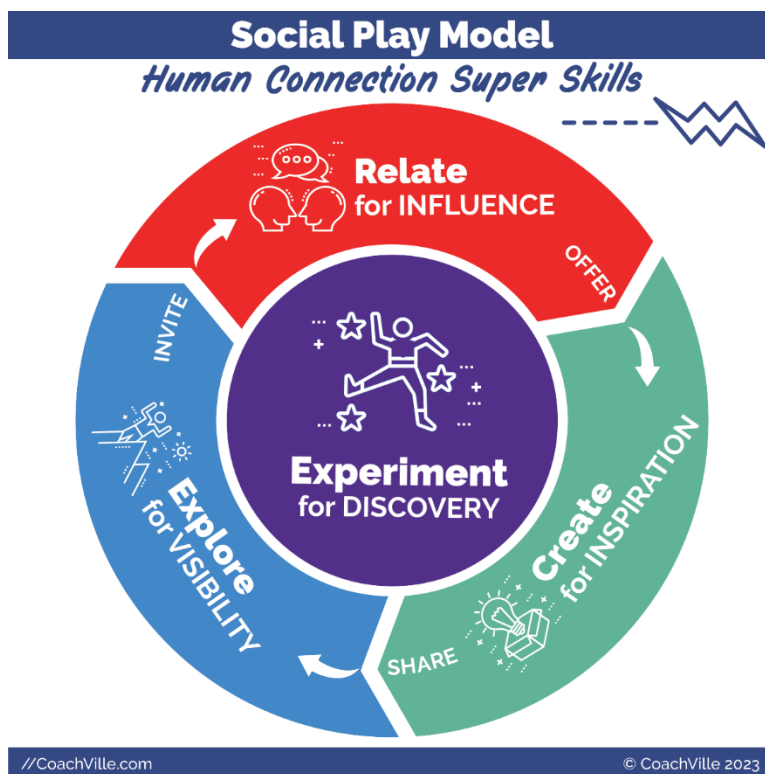 Social Play Model
Human Connection Super Skills
Relate
for INFLUENCE
OFFER
Create
for INSPIRATION
SHARE
Explore
for VISIBILITY
INVITE
Experiment
for DISCOVERY
//CoachVille.com
© CoachVille 2023